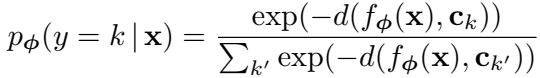 p_ϕ(y = k | x) = exp(−d(f_ϕ(x), c_k)) / ∑_{k′} exp(−d(f_ϕ(x), c_{k′}))